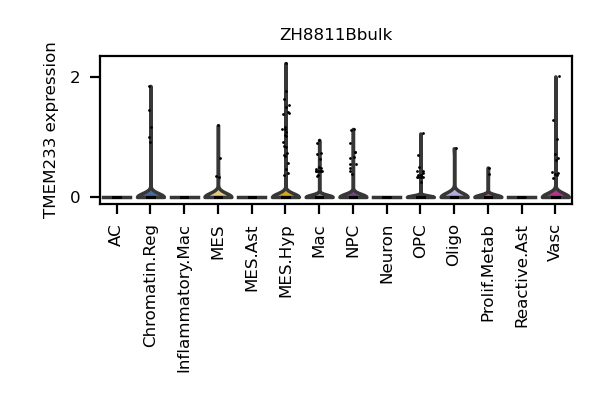 ZH8811Bbulk
TMEM233 expression
2
0
AC
Chromatin.Reg
Inflammatory.Mac
MES
MES.Ast
MES.Hyp
Mac
NPC
Neuron
OPC
Oligo
Prolif.Metab
Reactive.Ast
Vasc